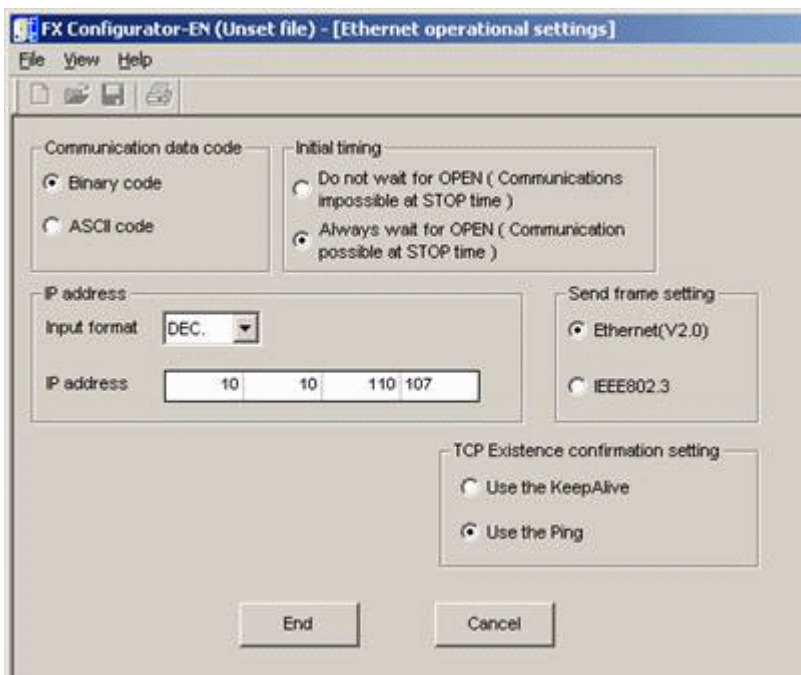 FX Configurator-EN (Unset file) - [Ethernet operational settings]
File View Help
Communication data code
Binary code
ASCII code
Initial timing
Do not wait for OPEN ( Communications
impossible at STOP time )
Always wait for OPEN ( Communication
possible at STOP time )
IP address
Input format DEC.
IP address 10 10 110 107
Send frame setting
Ethernet(V2.0)
IEEE802.3
TCP Existence confirmation setting
Use the KeepAlive
Use the Ping
End Cancel